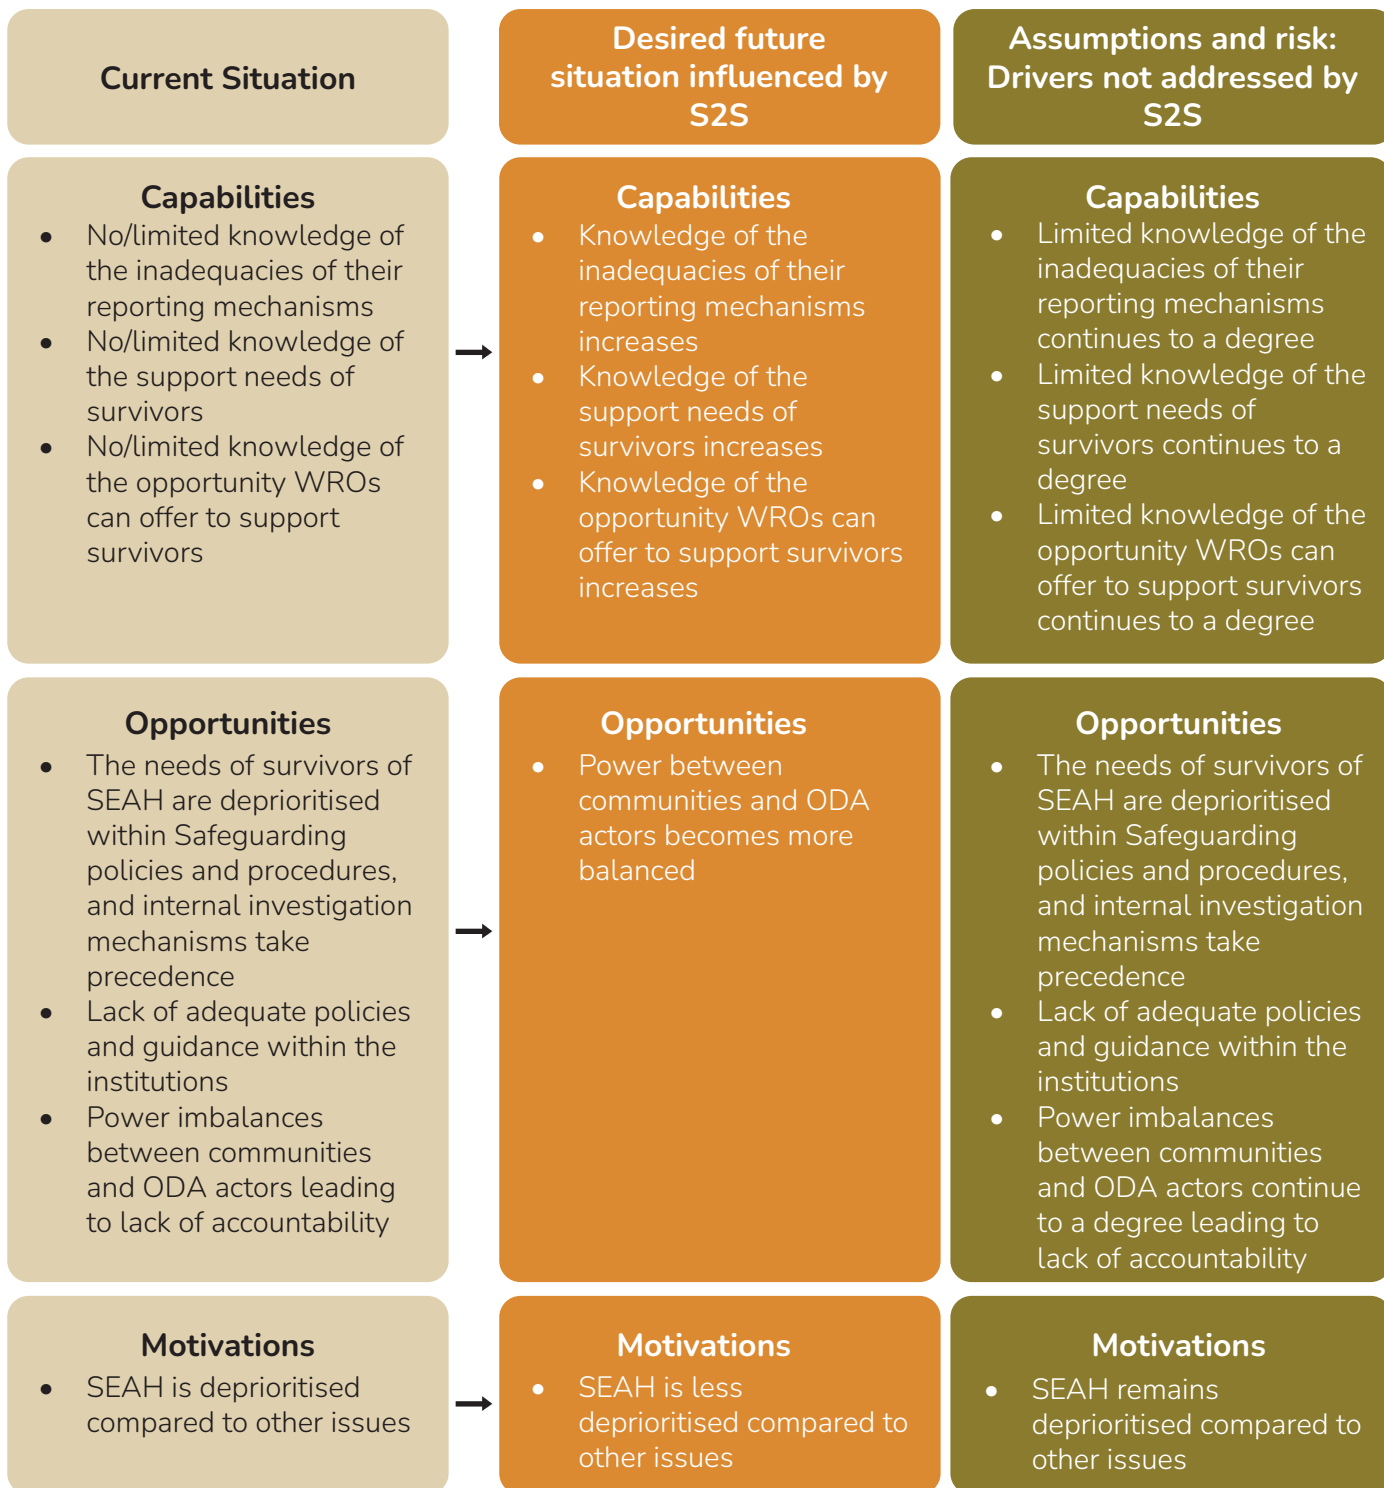 Current Situation
Desired future
situation influenced by
S2S
Assumptions and risk:
Drivers not addressed by
S2S
Capabilities
• No/limited knowledge of
the inadequacies of their
reporting mechanisms
• No/limited knowledge of
the support needs of
survivors
• No/limited knowledge of
the opportunity WROs
can offer to support
survivors
Capabilities
• Knowledge of the
inadequacies of their
reporting mechanisms
increases
• Knowledge of the
support needs of
survivors increases
• Knowledge of the
opportunity WROs can
offer to support survivors
increases
Capabilities
• Limited knowledge of the
inadequacies of their
reporting mechanisms
continues to a degree
• Limited knowledge of the
support needs of
survivors continues to a
degree
• Limited knowledge of the
opportunity WROs can
offer to support survivors
continues to a degree
Opportunities
• The needs of survivors of
SEAH are deprioritised
within Safeguarding
policies and procedures,
and internal investigation
mechanisms take
precedence
• Lack of adequate policies
and guidance within the
institutions
• Power imbalances
between communities
and ODA actors leading
to lack of accountability
Opportunities
• Power between
communities and ODA
actors becomes more
balanced
Opportunities
• The needs of survivors of
SEAH are deprioritised
within Safeguarding
policies and procedures,
and internal investigation
mechanisms take
precedence
• Lack of adequate policies
and guidance within the
institutions
• Power imbalances
between communities
and ODA actors continue
to a degree leading to
lack of accountability
Motivations
• SEAH is deprioritised
compared to other issues
Motivations
• SEAH is less
deprioritised compared to
other issues
Motivations
• SEAH remains
deprioritised compared to
other issues